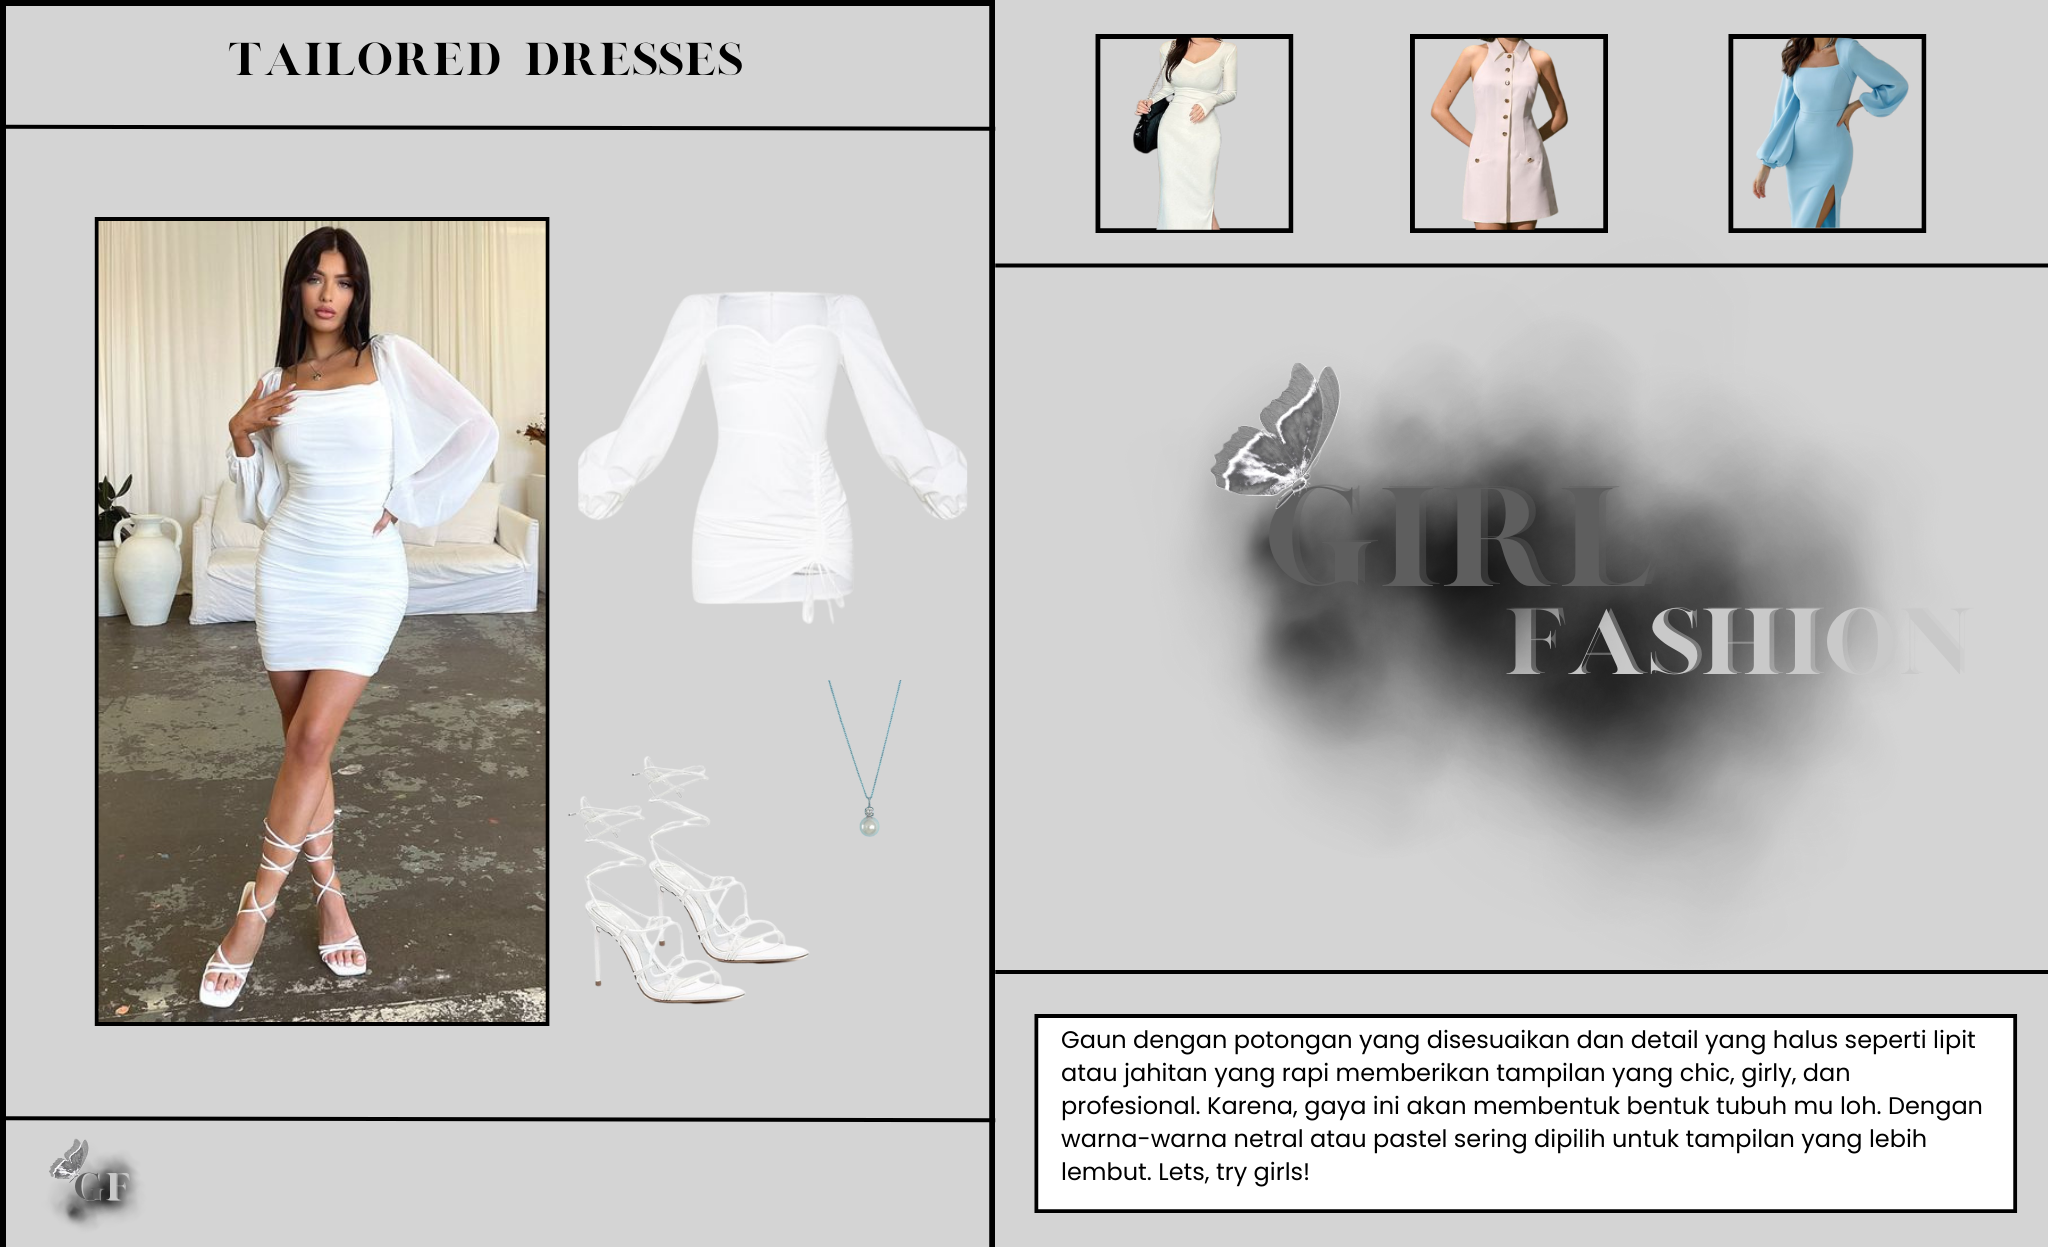 TAILORED DRESSES
GIRL
FASHION
Gaun dengan potongan yang disesuaikan dan detail yang halus seperti lipit
atau jahitan yang rapi memberikan tampilan yang chic, girly, dan
profesional. Karena, gaya ini akan membentuk bentuk tubuh mu loh. Dengan
warna-warna netral atau pastel sering dipilih untuk tampilan yang lebih
lembut. Lets, try girls!
GF